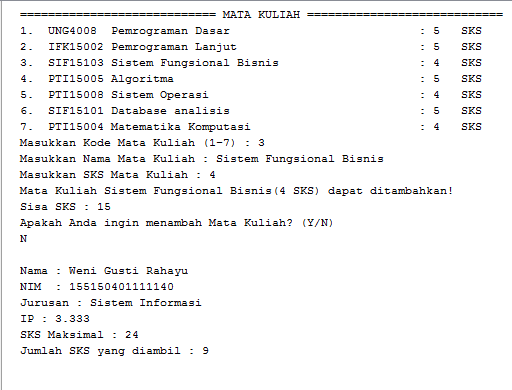 ============================ MATA KULIAH ============================
1.  UNG4008  Pemrograman Dasar                           : 5   SKS
2.  IFK15002 Pemrograman Lanjut                          : 5   SKS
3.  SIF15103 Sistem Fungsional Bisnis                    : 4   SKS
4.  PTI15005 Algoritma                                   : 5   SKS
5.  PTI15008 Sistem Operasi                              : 4   SKS
6.  SIF15101 Database analisis                           : 5   SKS
7.  PTI15004 Matematika Komputasi                        : 4   SKS
Masukkan Kode Mata Kuliah (1-7) : 3
Masukkan Nama Mata Kuliah : Sistem Fungsional Bisnis
Masukkan SKS Mata Kuliah : 4
Mata Kuliah Sistem Fungsional Bisnis(4 SKS) dapat ditambahkan!
Sisa SKS : 15
Apakah Anda ingin menambah Mata Kuliah? (Y/N)
N

Nama : Weni Gusti Rahayu
NIM  : 155150401111140
Jurusan : Sistem Informasi
IP : 3.333
SKS Maksimal : 24
Jumlah SKS yang diambil : 9